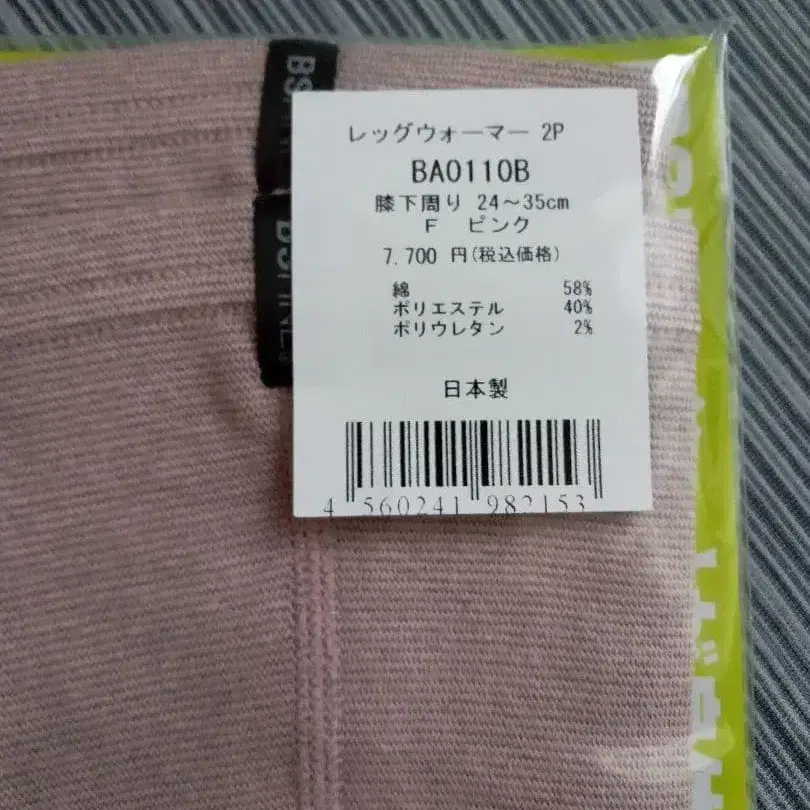 レッグウォーマー 2P
BA0110B
膝下周り 24～35cm
F ピンク
7.700 円(税込価格)
綿 58%
ポリエステル 40%
ポリウレタン 2%
日本製
4 560241 982153